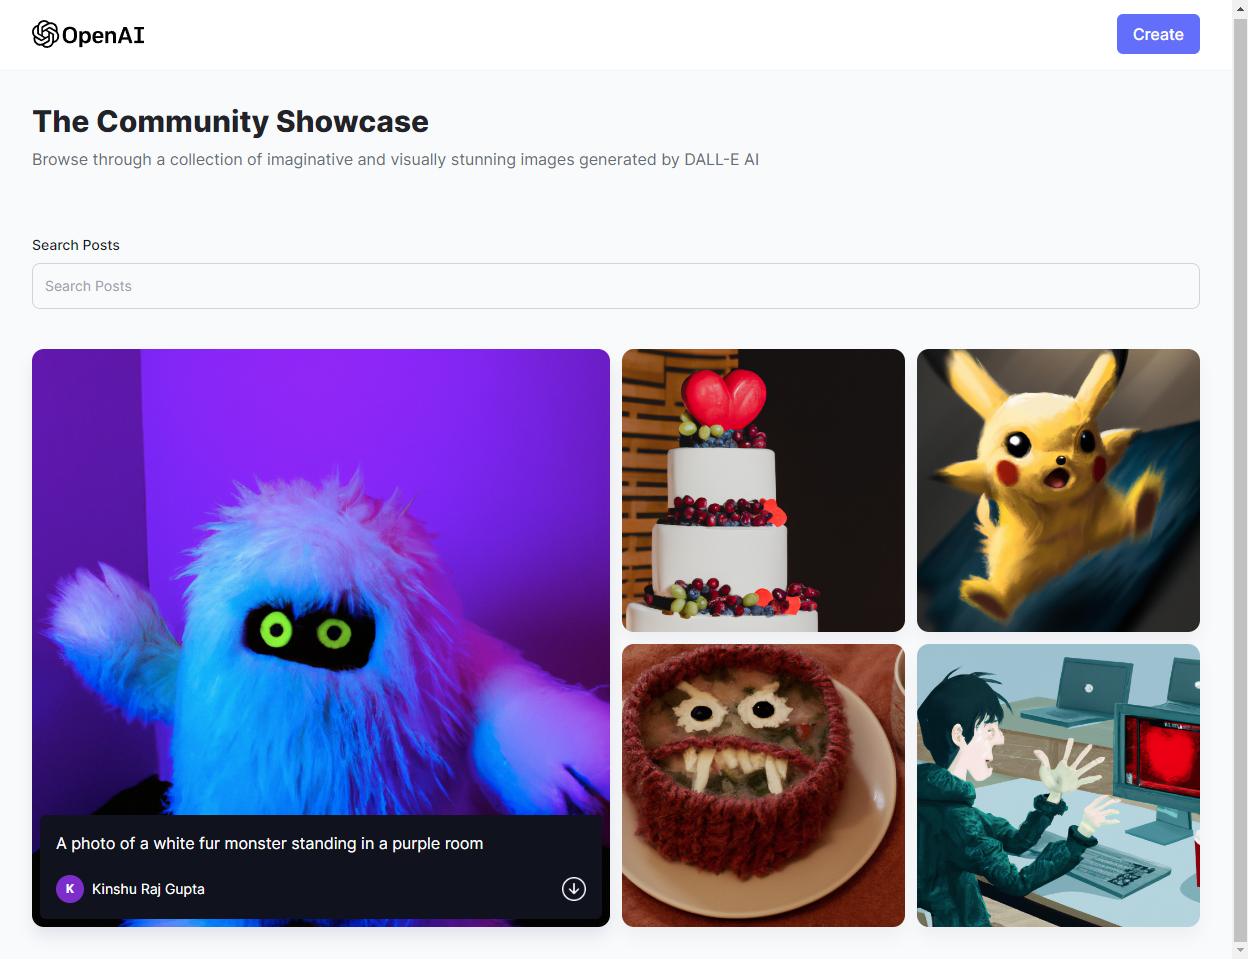 OpenAI
Create
The Community Showcase
Browse through a collection of imaginative and visually stunning images generated by DALL-E AI
Search Posts
Search Posts
A photo of a white fur monster standing in a purple room
K
Kinshu Raj Gupta